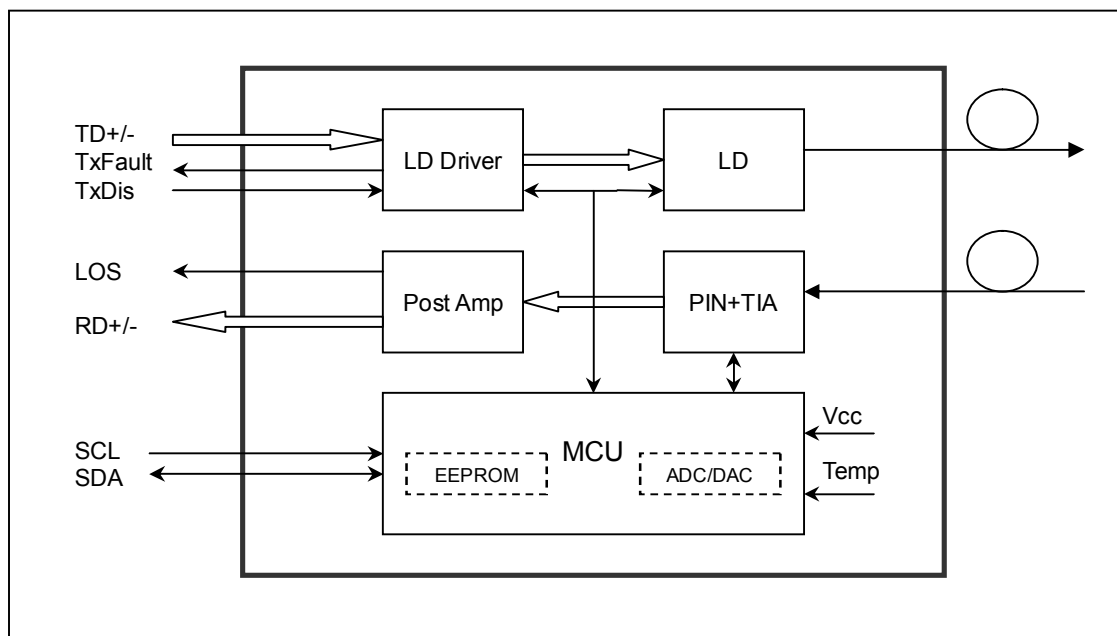 TD+/-
TxFault
TxDis
LD Driver
LD
LOS
RD+/-
Post Amp
PIN+TIA
SCL
SDA
MCU
EEPROM
ADC/DAC
Vcc
Temp